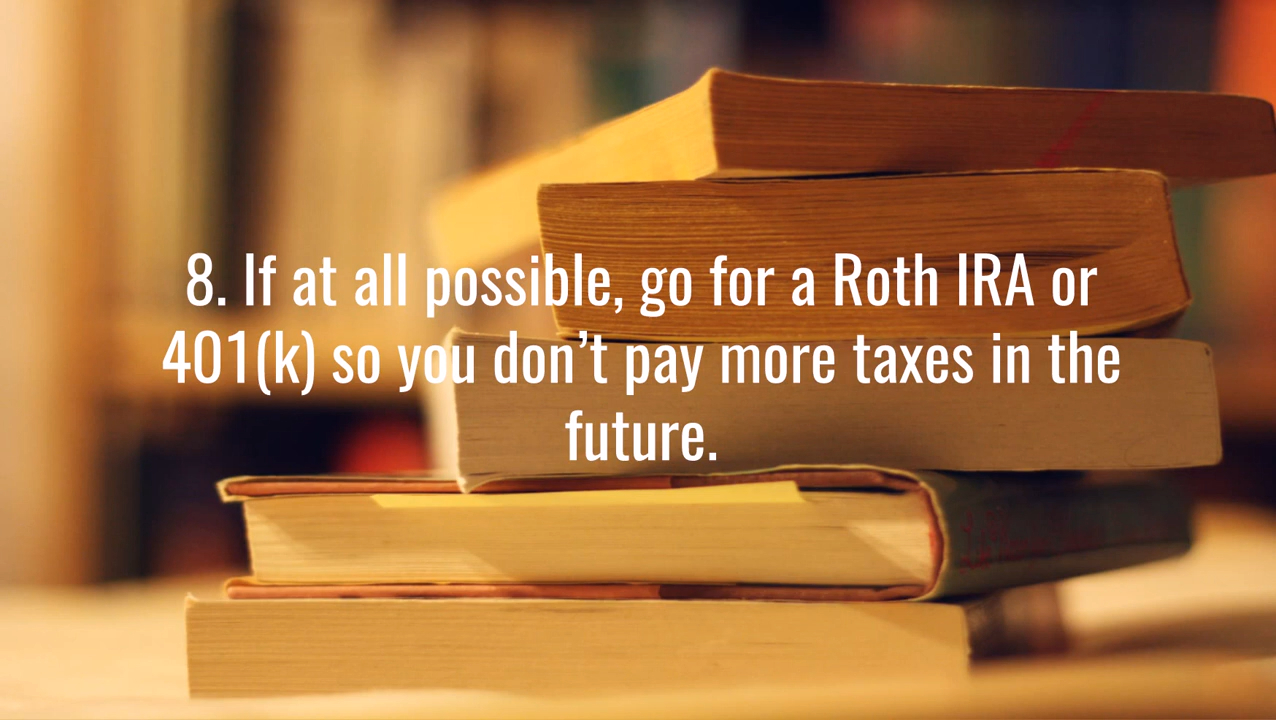 8. If at all possible, go for a Roth IRA or
401(k) so you don’t pay more taxes in the
future.